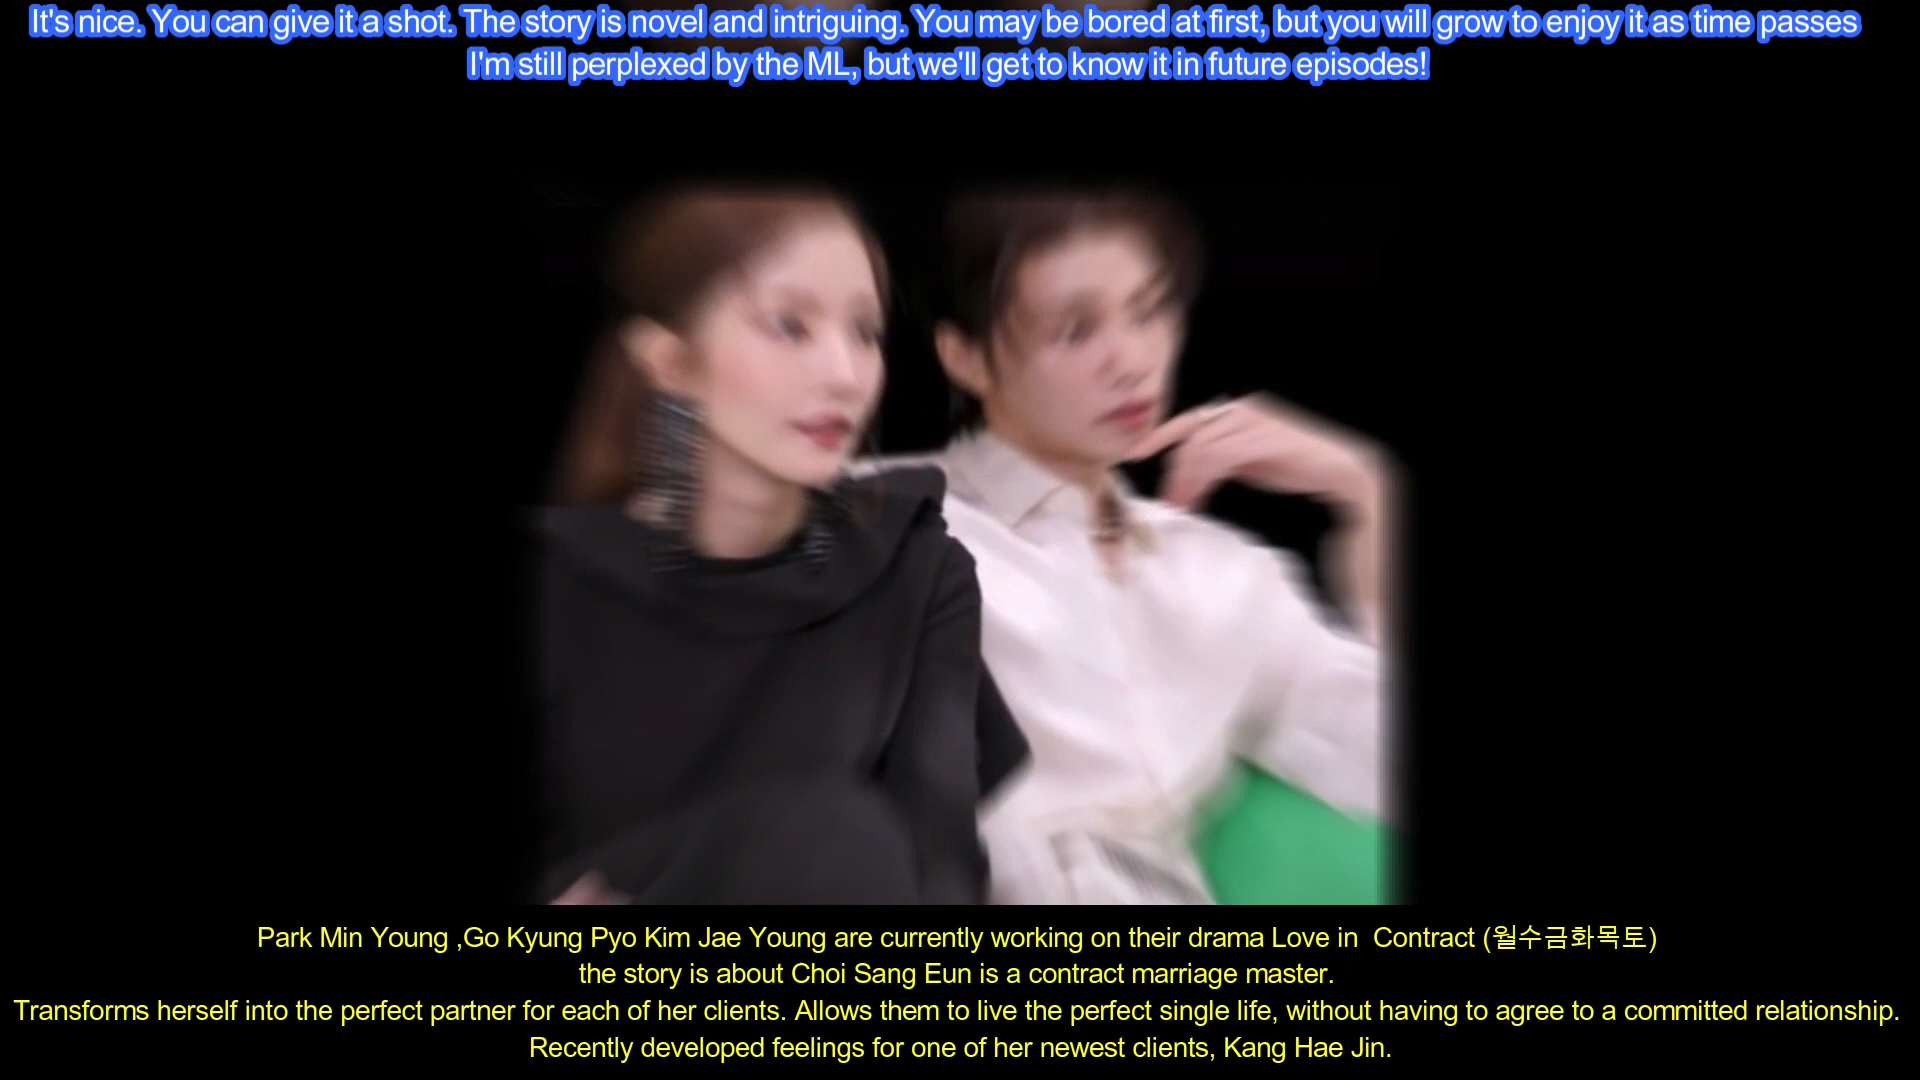 It's nice. You can give it a shot. The story is novel and intriguing. You may be bored at first, but you will grow to enjoy it as time passes
I'm still perplexed by the ML, but we'll get to know it in future episodes!
Park Min Young ,Go Kyung Pyo Kim Jae Young are currently working on their drama Love in  Contract (월수금화목토)
the story is about Choi Sang Eun is a contract marriage master.
Transforms herself into the perfect partner for each of her clients. Allows them to live the perfect single life, without having to agree to a committed relationship.
Recently developed feelings for one of her newest clients, Kang Hae Jin.